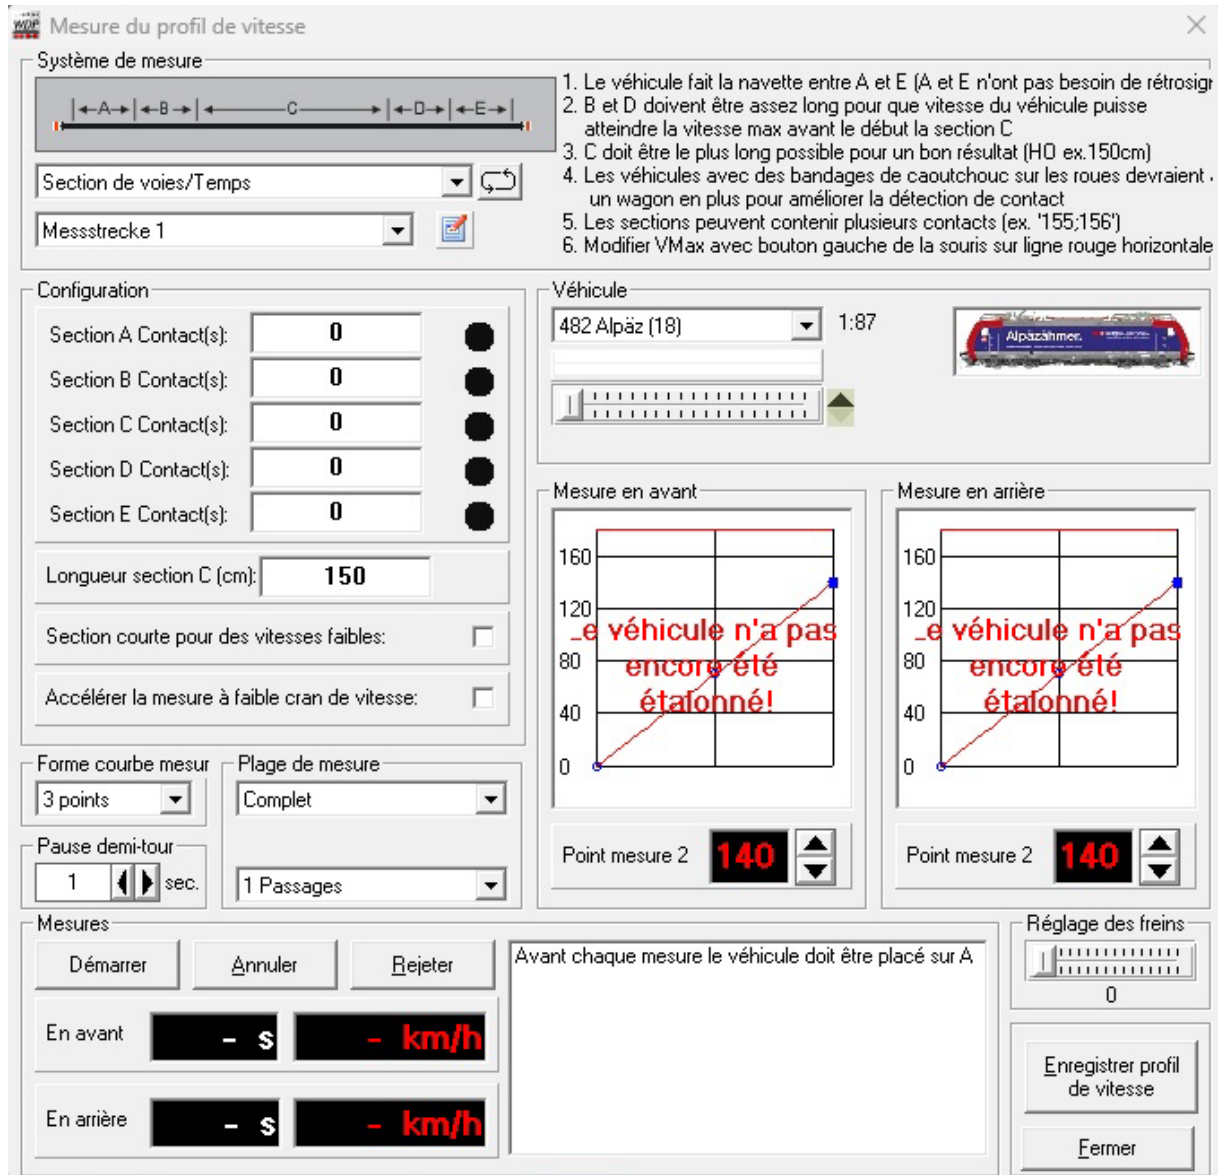 WDP Mesure du profil de vitesse
Système de mesure
A B C D E
1. Le véhicule fait la navette entre A et E (A et E n'ont pas besoin de rétrosigr
2. B et D doivent être assez long pour que vitesse du véhicule puisse
atteindre la vitesse max avant le début la section C
3. C doit être le plus long possible pour un bon résultat (HO ex.150cm)
4. Les véhicules avec des bandages de caoutchouc sur les roues devraient
un wagon en plus pour améliorer la détection de contact
5. Les sections peuvent contenir plusieurs contacts (ex. '155;156')
6. Modifier VMax avec bouton gauche de la souris sur ligne rouge horizontale
Section de voies/Temps
Messstrecke 1
Configuration
Section A Contact(s): 0
Section B Contact(s): 0
Section C Contact(s): 0
Section D Contact(s): 0
Section E Contact(s): 0
Longueur section C (cm): 150
Section courte pour des vitesses faibles:
Accélérer la mesure à faible cran de vitesse:
Véhicule
482 Alpäz (18) 1:87
Alpäzähmer.
Mesure en avant
160
120
80
40
0
Le véhicule n'a pas
encore été
étalonné!
Point mesure 2 140
Mesure en arrière
160
120
80
40
0
Le véhicule n'a pas
encore été
étalonné!
Point mesure 2 140
Forme courbe mesur
3 points
Plage de mesure
Complet
1 Passages
Pause demi-tour
1 sec.
Mesures
Démarrer Annuler Rejeter
En avant - s - km/h
En arrière - s - km/h
Avant chaque mesure le véhicule doit être placé sur A
Réglage des freins
0
Enregistrer profil
de vitesse
Fermer